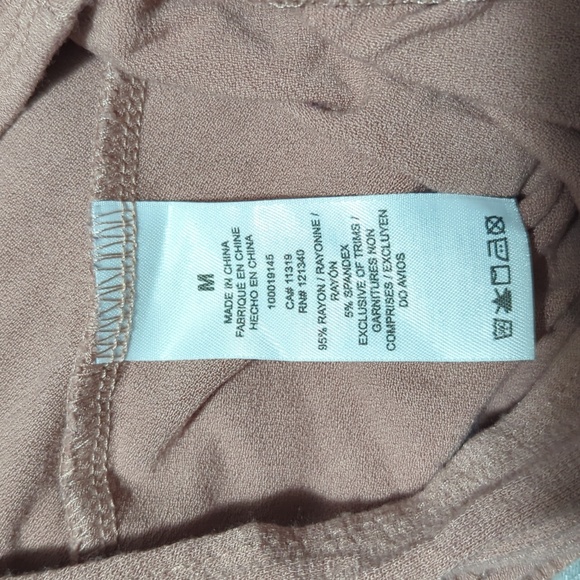 M
MADE IN CHINA
FABRIQUÉ EN CHINE
HECHO EN CHINA
100019145
CA# 11319
RN# 121340
95% RAYON / RAYONNE /
RAYÓN
5% SPANDEX
EXCLUSIVE OF TRIMS /
GARNITURES NON
COMPRISES / EXCLUYEN
DO AVIOS